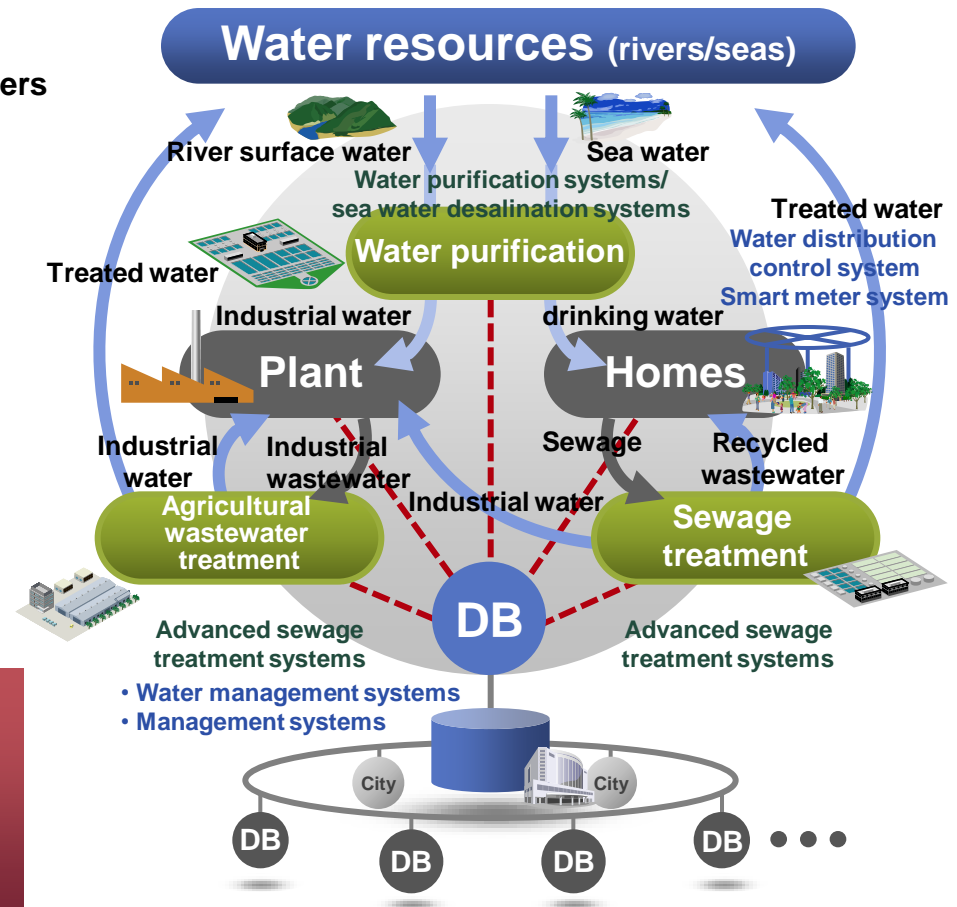 Water resources (rivers/seas)
ers
River surface water
Sea water
Water purification systems/
sea water desalination systems
Water purification
Treated water
Treated water
Water distribution
control system
Smart meter system
Industrial water
drinking water
Plant
Homes
Industrial
water
Industrial
wastewater
Sewage
Recycled
wastewater
Industrial water
Agricultural
wastewater
treatment
Sewage
treatment
DB
Advanced sewage
treatment systems
Advanced sewage
treatment systems
• Water management systems
• Management systems
City
City
DB
DB
DB
DB